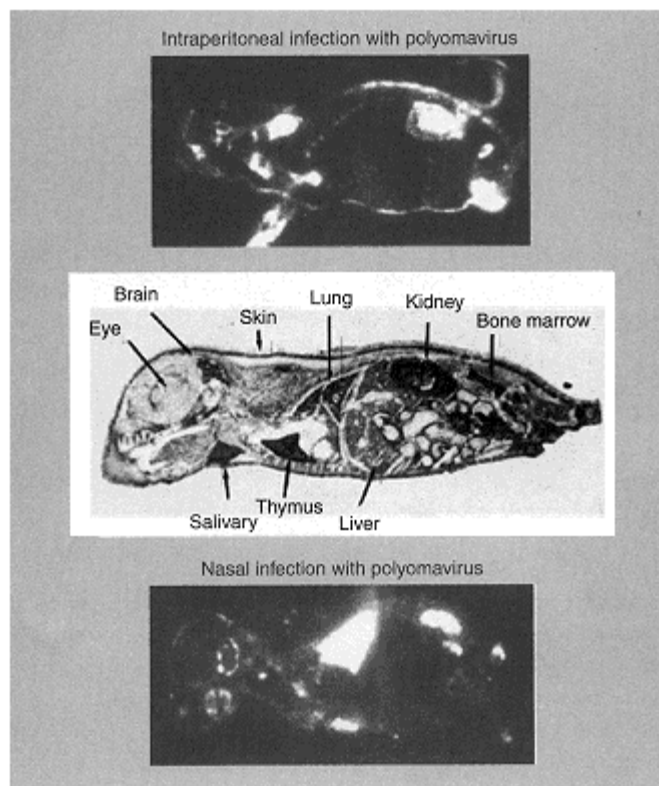 Intraperitoneal infection with polyomavirus
Brain
Eye
Skin
Lung
Kidney
Bone marrow
Salivary
Thymus
Liver
Nasal infection with polyomavirus